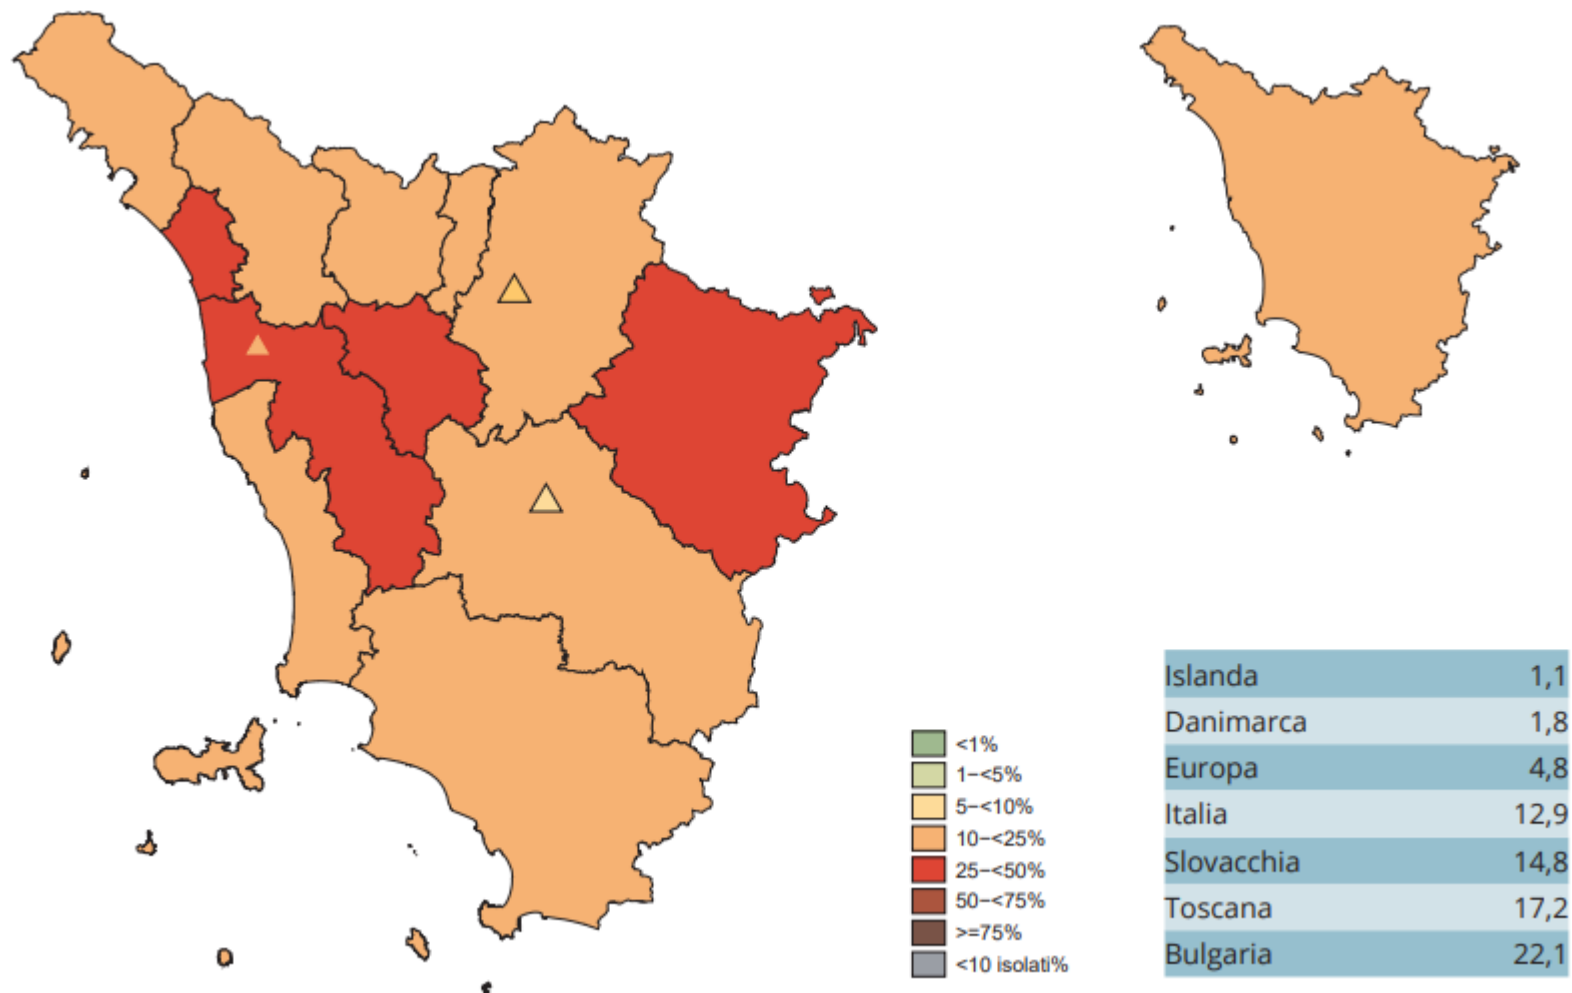 <1%
1−<5%
5−<10%
10−<25%
25−<50%
50−<75%
>=75%
<10 isolati%
Islanda 1,1
Danimarca 1,8
Europa 4,8
Italia 12,9
Slovacchia 14,8
Toscana 17,2
Bulgaria 22,1